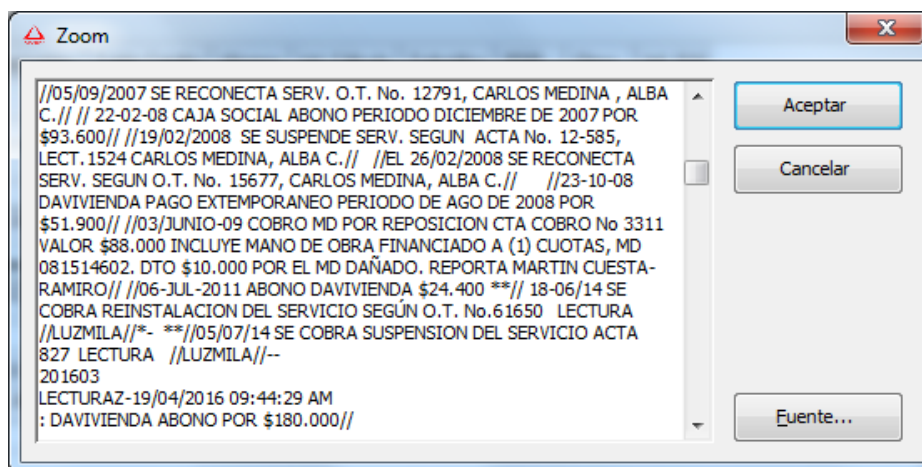 Zoom
//05/09/2007 SE RECONECTA SERV. O.T. No. 12791, CARLOS MEDINA , ALBA
C.// // 22-02-08 CAJA SOCIAL ABONO PERIODO DICIEMBRE DE 2007 POR
$93.600// //19/02/2008 SE SUSPENDE SERV. SEGUN ACTA No. 12-585,
LECT.1524 CARLOS MEDINA, ALBA C.// //EL 26/02/2008 SE RECONECTA
SERV. SEGUN O.T. No. 15677, CARLOS MEDINA, ALBA C.// //23-10-08
DAVIVIENDA PAGO EXTEMPORANEO PERIODO DE AGO DE 2008 POR
$51.900// //03/JUNIO-09 COBRO MD POR REPOSICION CTA COBRO No 3311
VALOR $88.000 INCLUYE MANO DE OBRA FINANCIADO A (1) CUOTAS, MD
081514602. DTO $10.000 POR EL MD DAÑADO. REPORTA MARTIN CUESTA-
RAMIRO// //06-JUL-2011 ABONO DAVIVIENDA $24.400 **// 18-06/14 SE
COBRA REINSTALACION DEL SERVICIO SEGÚN O.T. No.61650 LECTURA
//LUZMILA//*- **//05/07/14 SE COBRA SUSPENSION DEL SERVICIO ACTA
827 LECTURA //LUZMILA//--
201603
LECTURAZ-19/04/2016 09:44:29 AM
: DAVIVIENDA ABONO POR $180.000//
Aceptar
Cancelar
Fuente...